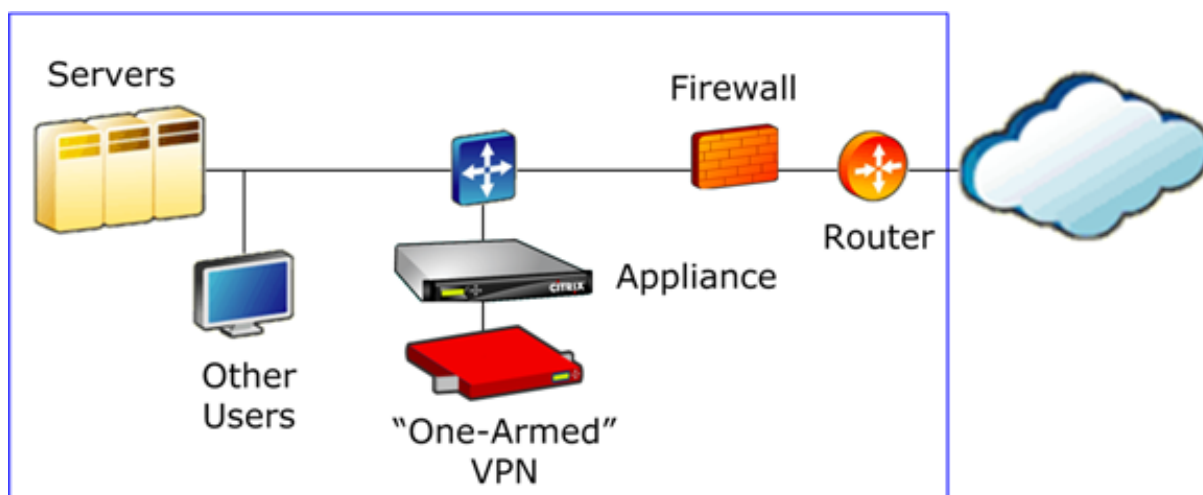 Servers
Firewall
Router
Appliance
CITRIX
Other
Users
“One-Armed”
VPN